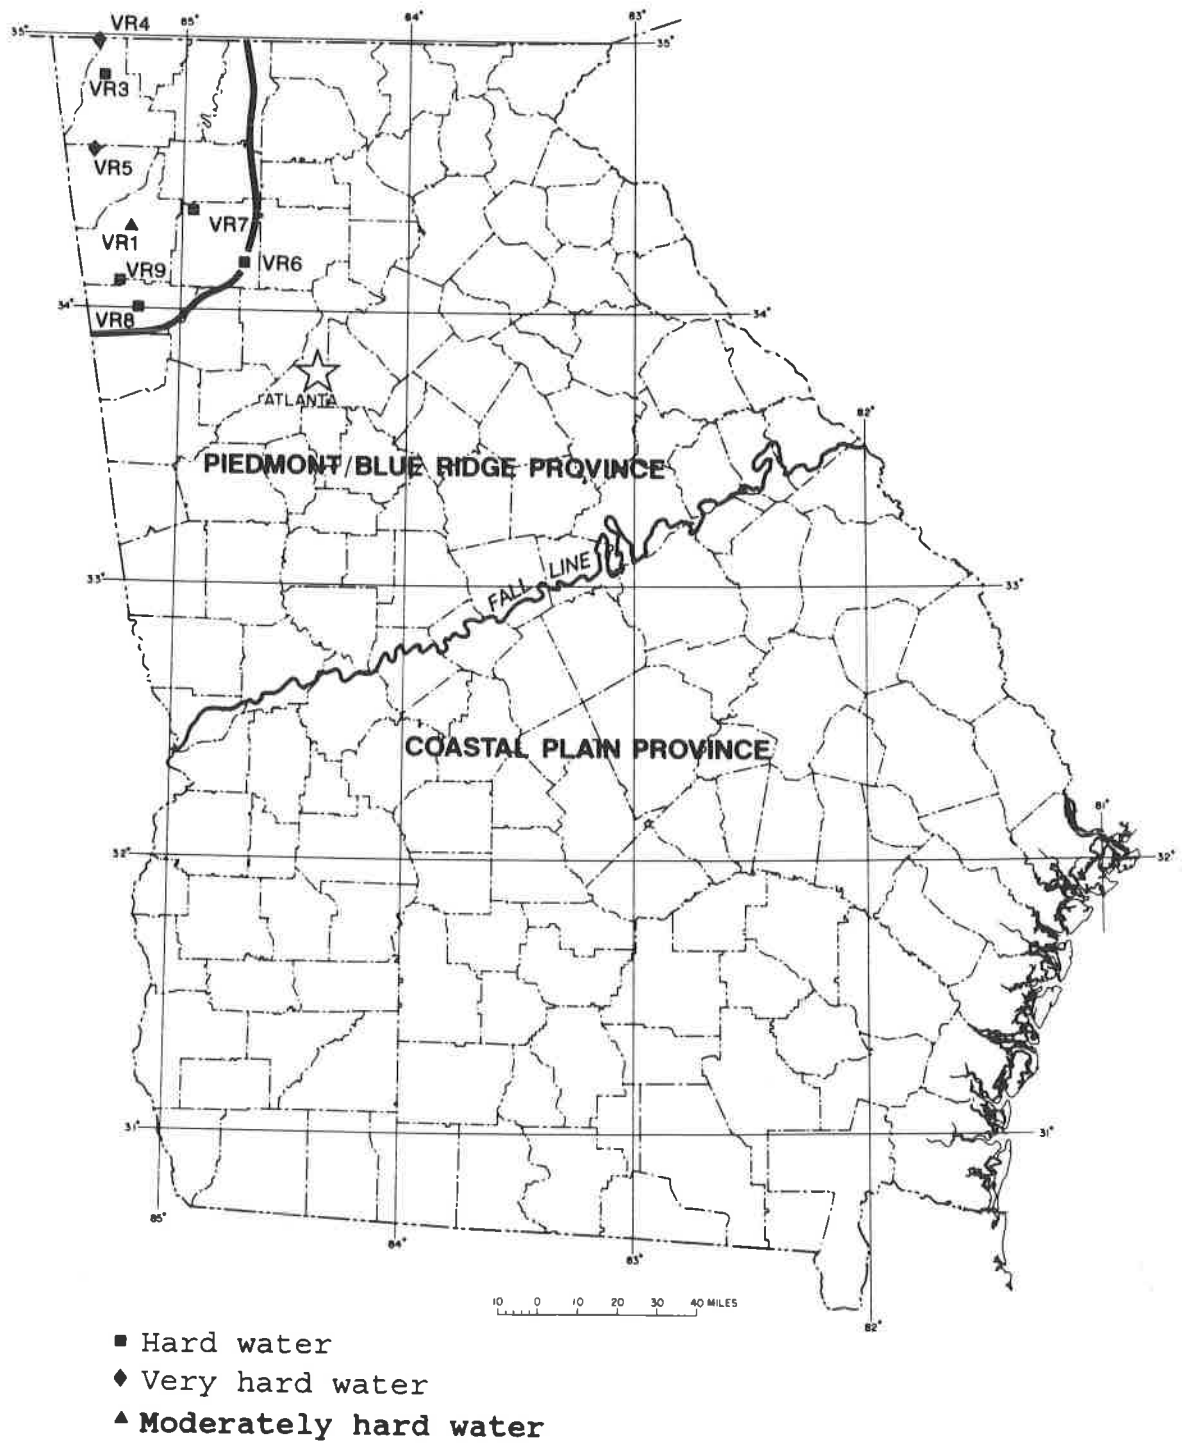 VR4
85°
84°
83°
35°
35°
VR3
VR5
VR7
VR1
VR6
VR9
34°
34°
VR8
ATLANTA
82°
PIEDMONT/BLUE RIDGE PROVINCE
FALL LINE
33°
33°
COASTAL PLAIN PROVINCE
81°
32°
32°
31°
31°
85°
84°
83°
10 0 10 20 30 40 MILES
82°
Hard water
Very hard water
Moderately hard water